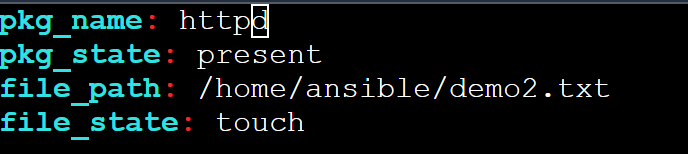 pkg_name: httpd
pkg_state: present
file_path: /home/ansible/demo2.txt
file_state: touch